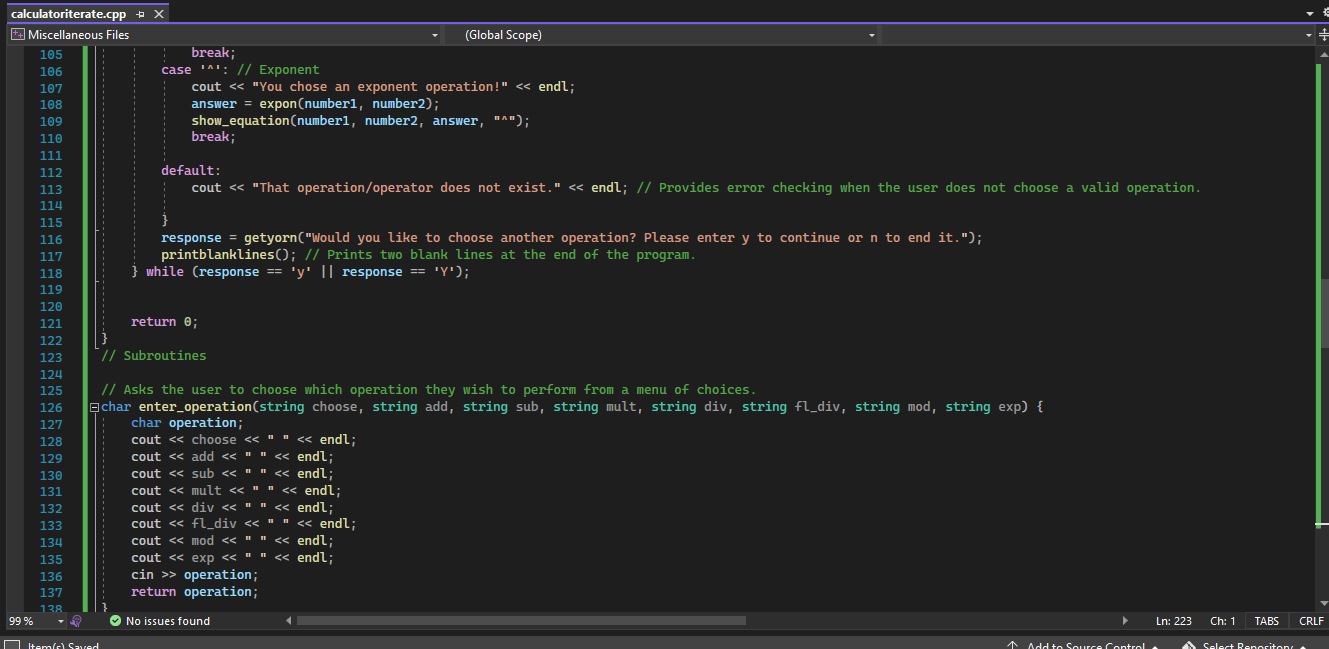 calculatoriterate.cpp
Miscellaneous Files (Global Scope)
105 break;
106 case '^': // Exponent
107 cout << "You chose an exponent operation!" << endl;
108 answer = expon(number1, number2);
109 show_equation(number1, number2, answer, "^");
110 break;
111
112 default:
113 cout << "That operation/operator does not exist." << endl; // Provides error checking when the user does not choose a valid operation.
114
115 }
116 response = getyorn("Would you like to choose another operation? Please enter y to continue or n to end it.");
117 printblanklines(); // Prints two blank lines at the end of the program.
118 } while (response == 'y' || response == 'Y');
119
120
121 return 0;
122 }
123 // Subroutines
124
125 // Asks the user to choose which operation they wish to perform from a menu of choices.
126 char enter_operation(string choose, string add, string sub, string mult, string div, string fl_div, string mod, string exp) {
127 char operation;
128 cout << choose << " " << endl;
129 cout << add << " " << endl;
130 cout << sub << " " << endl;
131 cout << mult << " " << endl;
132 cout << div << " " << endl;
133 cout << fl_div << " " << endl;
134 cout << mod << " " << endl;
135 cout << exp << " " << endl;
136 cin >> operation;
137 return operation;
138 }
99 % No issues found Ln: 223 Ch: 1 TABS CRLF
Item(s) Saved Add to Source Control Select Repository